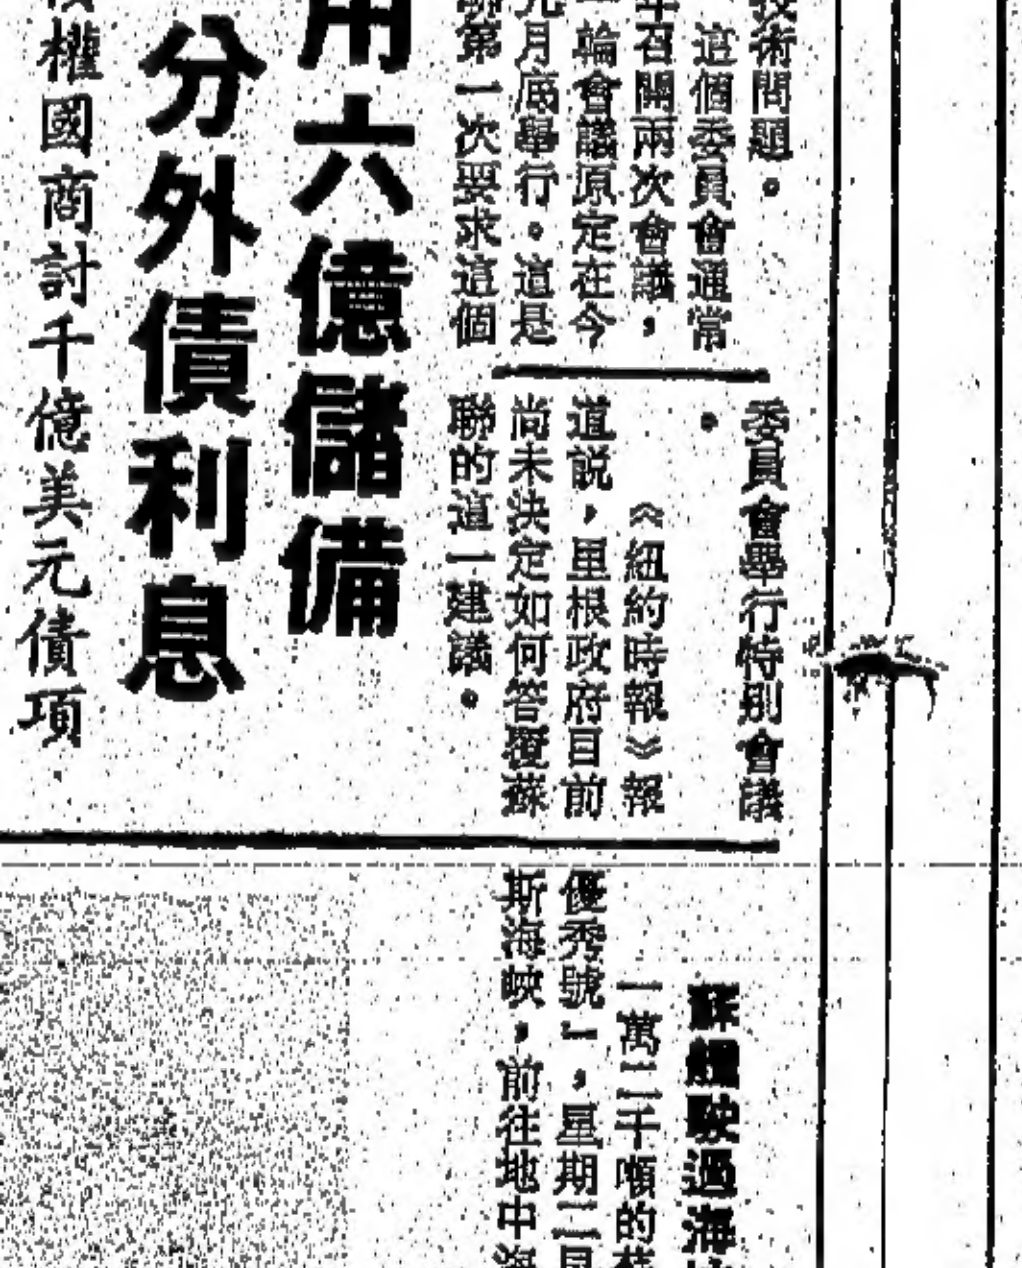 術問題。
這個委員會通常
召開兩次會議，
輪會議原定在今
月底舉行。這是
第一次要求這個
委員會舉行特別會議
。
《紐約時報》報
道説，里根政府目前
尚未決定如何答覆蘇
聯的這一建議。
用六億儲備
分外債利息
權國商討千億美元債項
蘇艦駛過海
一萬二千噸的
優秀號一，星期二
斯海峽，前往地中海